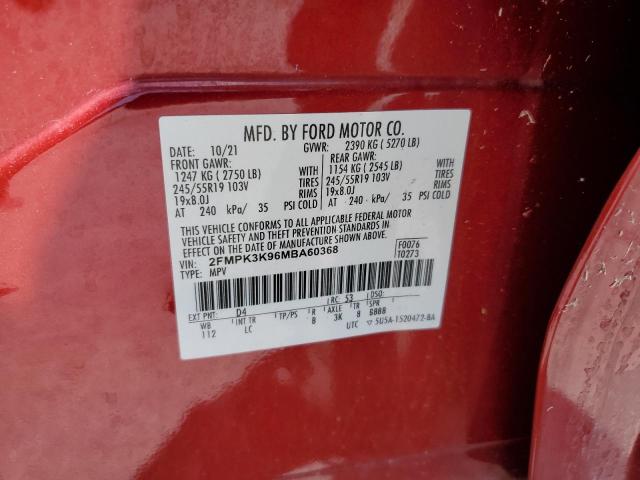 MFD. BY FORD MOTOR CO.
DATE: 10/21 GVWR: 2390 KG ( 5270 LB)
FRONT GAWR: REAR GAWR:
1247 KG ( 2750 LB) WITH 1154 KG ( 2545 LB) WITH
245/55R19 103V TIRES 245/55R19 103V TIRES
19x8.0J RIMS 19x8.0J RIMS
AT 240 kPa/ 35 PSI COLD AT 240 kPa/ 35 PSI COLD
THIS VEHICLE CONFORMS TO ALL APPLICABLE FEDERAL MOTOR
VEHICLE SAFETY AND THEFT PREVENTION STANDARDS IN
EFFECT ON THE DATE OF MANUFACTURE SHOWN ABOVE.
VIN: 2FMPK3K96MBA60368 F0076
TYPE: MPV T0273
EXT PNT: D4 RC: 53 DSO:
WB INT TR TP/PS R AXLE TR SPR
112 LC B 3K 8 GBBB
UTC 5U5A-1520472-BA